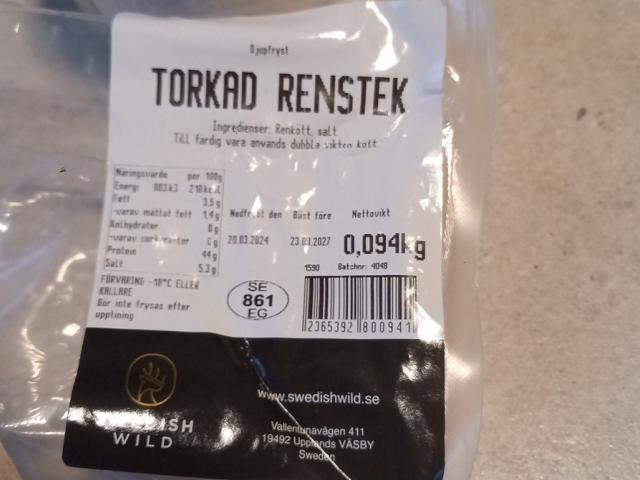 Djupfryst
TORKAD RENSTEK
Ingredienser: Renkött, salt
Till färdig vara används dubbla vikten kött
Näringsvärde per 100g
Energi 883kJ 210kcal
Fett 3,5g
-varav mättat fett 1,4g
Kolhydrater 0g
-varav sockerarter 0g
Protein 44g
Salt 5,3g
Nedfryst den Bäst före Nettovikt
20.03.2024 2027 0,094kg
1590 Batchnr: 4048
FÖRVARING -18°C ELLER
KALLARE
Bör inte frysas efter
upptining
SE
861
EG
2365392 800941
SWEDISH
WILD
www.swedishwild.se
Vallentunavägen 411
19492 Upplands VÄSBY
Sweden